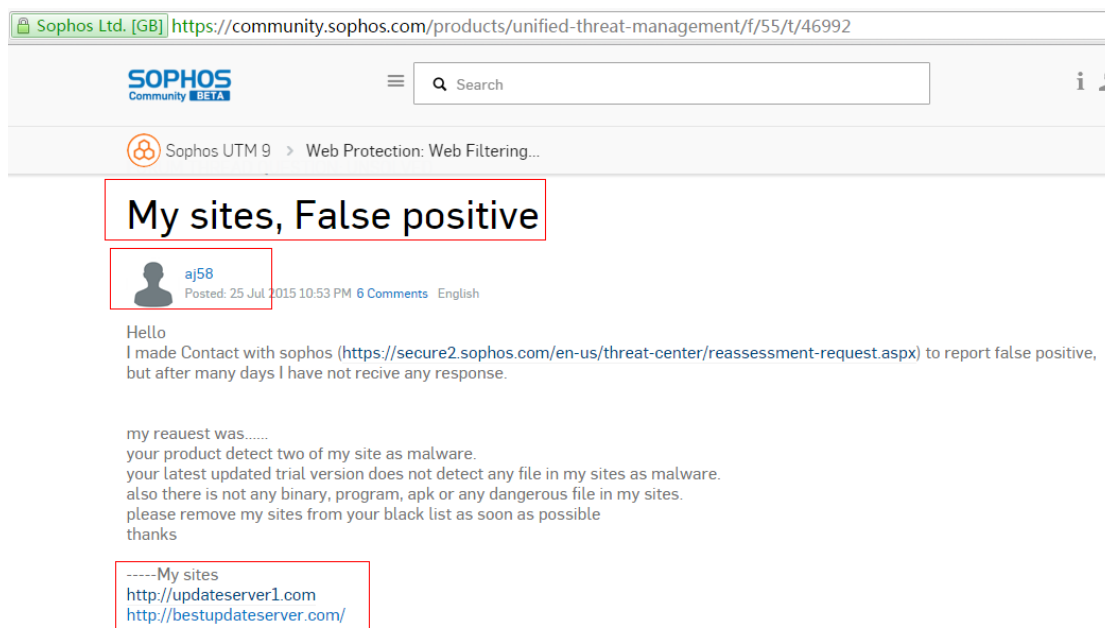 Sophos Ltd. [GB] https://community.sophos.com/products/unified-threat-management/f/55/t/46992
SOPHOS
Community BETA
Search
Sophos UTM 9 > Web Protection: Web Filtering...
My sites, False positive
aj58
Posted: 25 Jul 2015 10:53 PM 6 Comments English
Hello
I made Contact with sophos (https://secure2.sophos.com/en-us/threat-center/reassessment-request.aspx) to report false positive,
but after many days I have not recive any response.
my reauest was......
your product detect two of my site as malware.
your latest updated trial version does not detect any file in my sites as malware.
also there is not any binary, program, apk or any dangerous file in my sites.
please remove my sites from your black list as soon as possible
thanks
-----My sites
http://updateserver1.com
http://bestupdateserver.com/